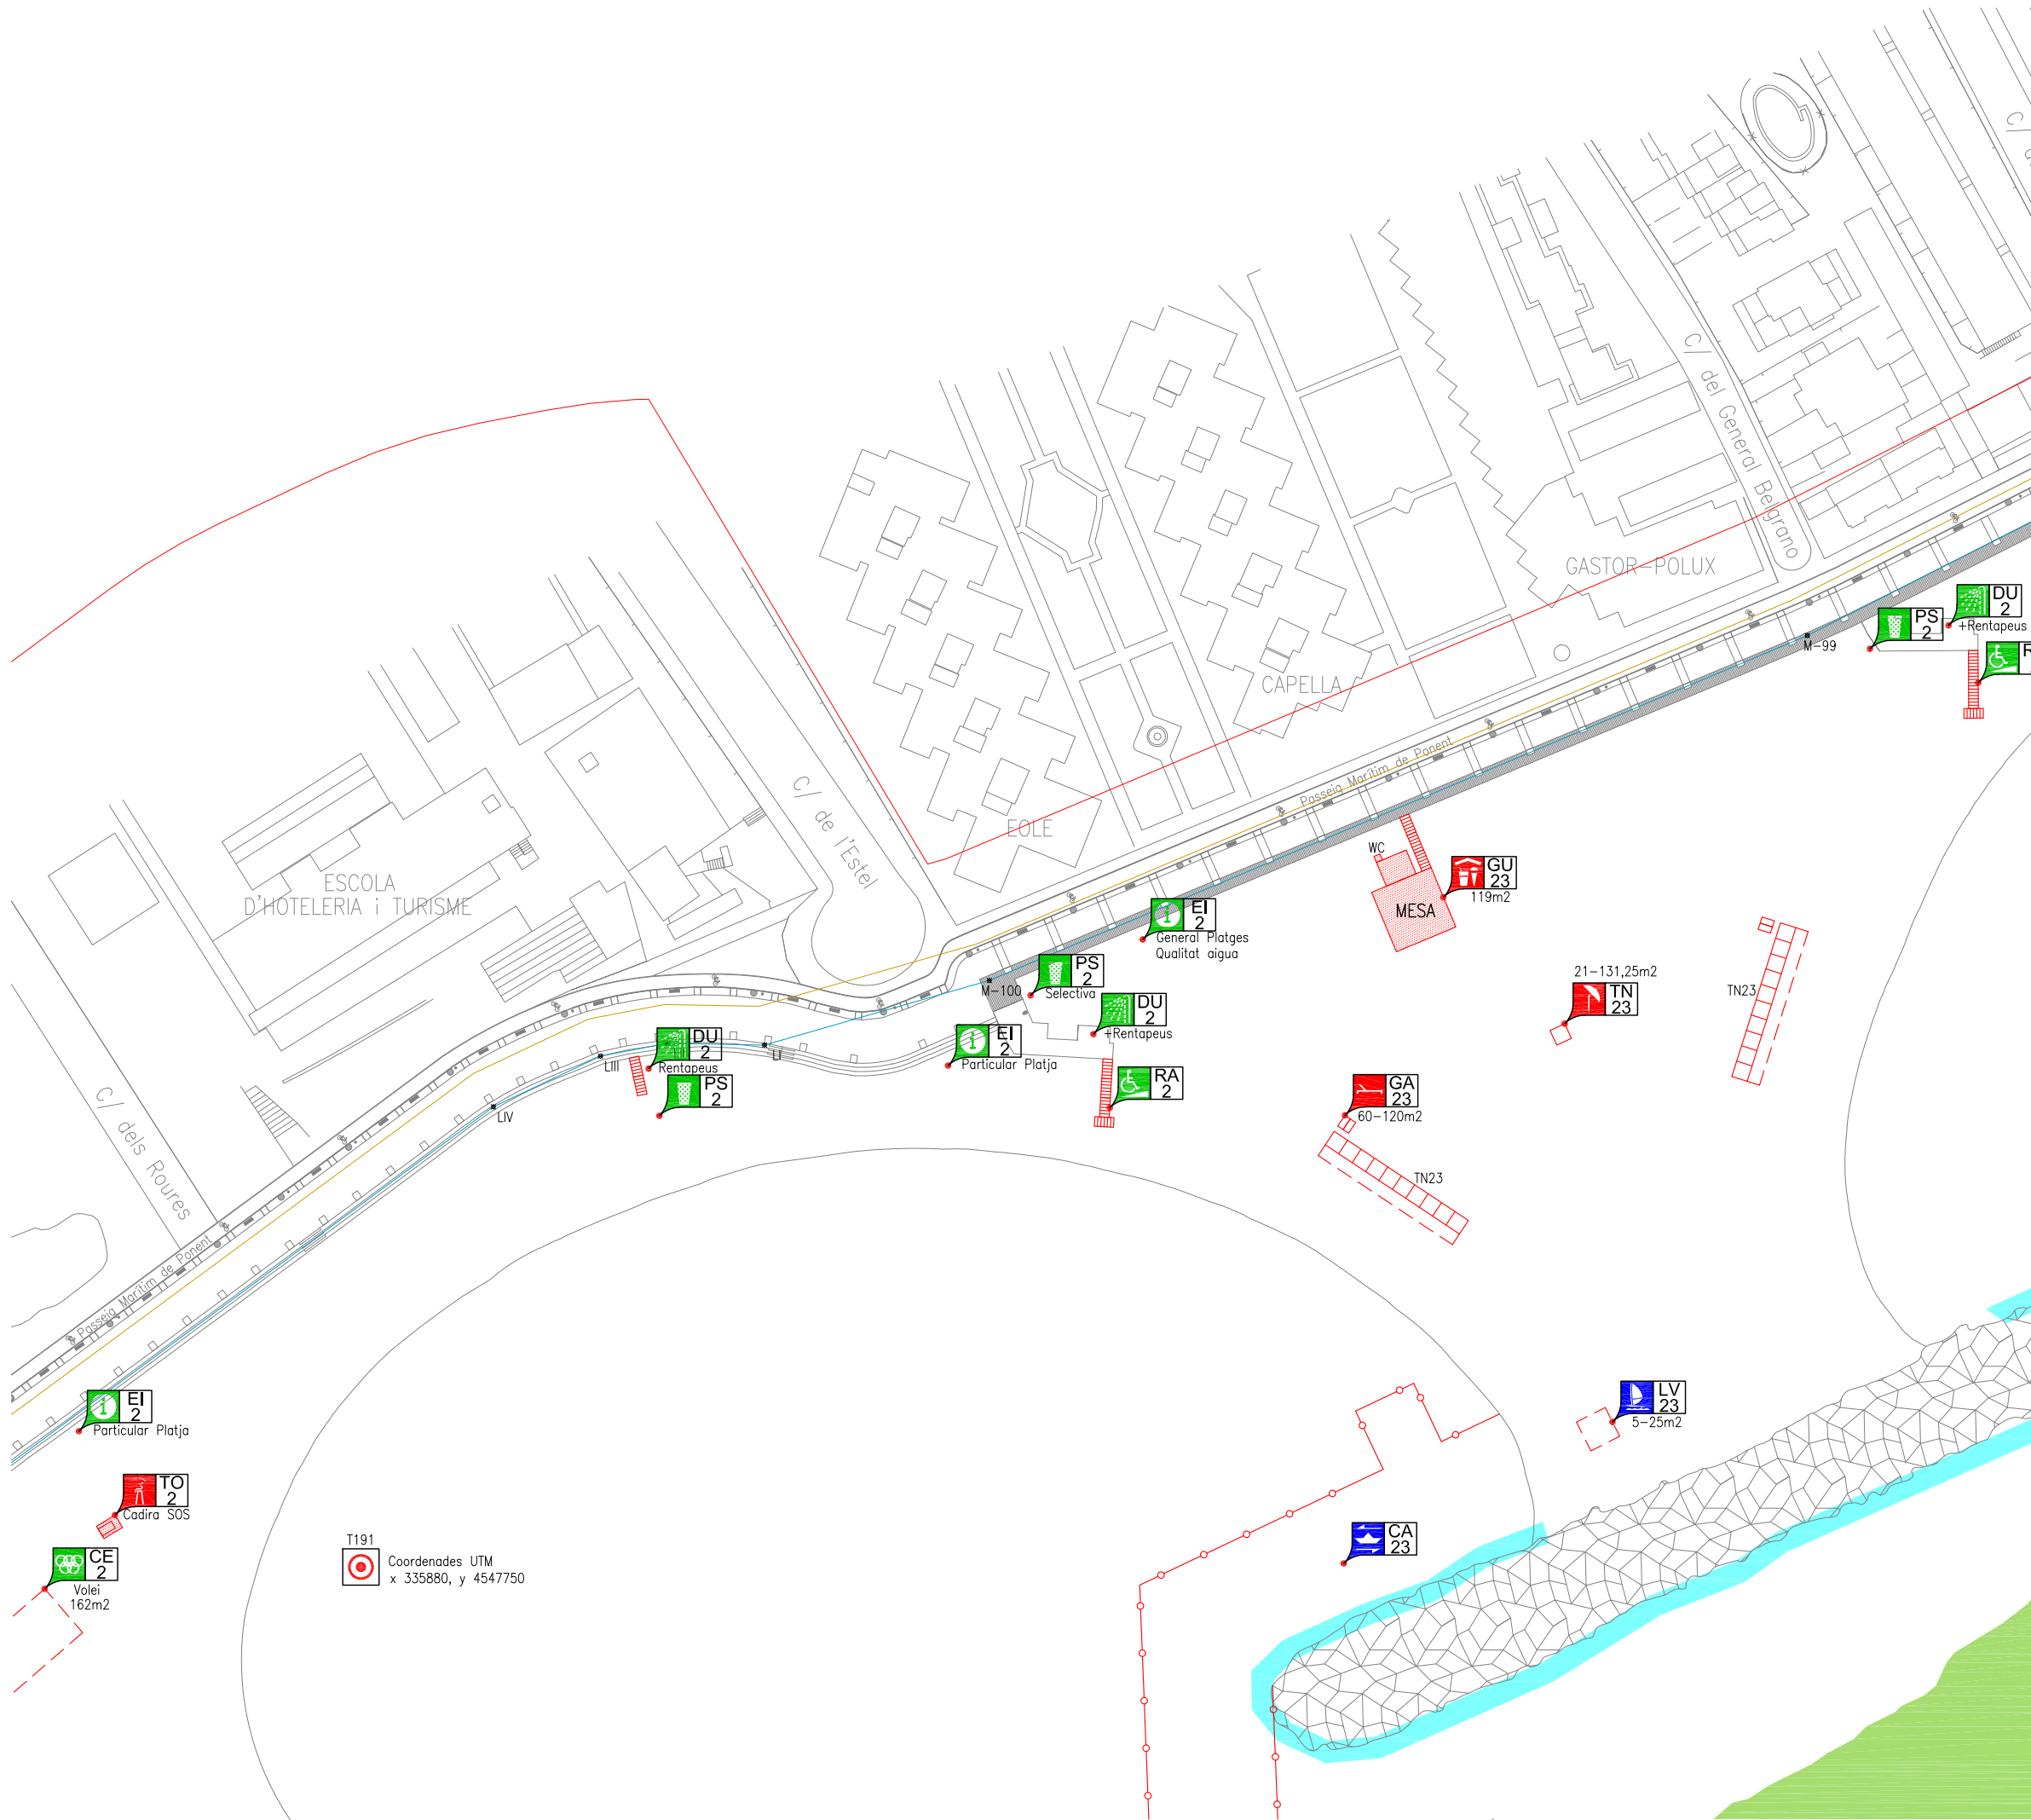 C/
C/ del General Belgrano
GASTOR-POLUX
DU
2
+Rentapeus
PS
2
M-99
CAPELLA
Passeig Marítim de Ponent
C/ de l'Estel
EOLE
WC
GU
23
119m2
MESA
ESCOLA
D'HOTELERIA i TURISME
EI
2
General Platges
Qualitat aigua
PS
2
Selectiva
M-100
21-131,25m2
TN
23
TN23
DU
2
+Rentapeus
EI
2
Particular Platja
DU
2
Rentapeus
LI
LIII
PS
2
RA
2
GA
23
60-120m2
LIV
TN23
C/ dels Roures
Passeig Marítim de Ponent
EI
2
Particular Platja
LV
23
5-25m2
TO
2
Cadira SOS
CA
23
T191
Coordenades UTM
x 335880, y 4547750
CE
2
Volei
162m2